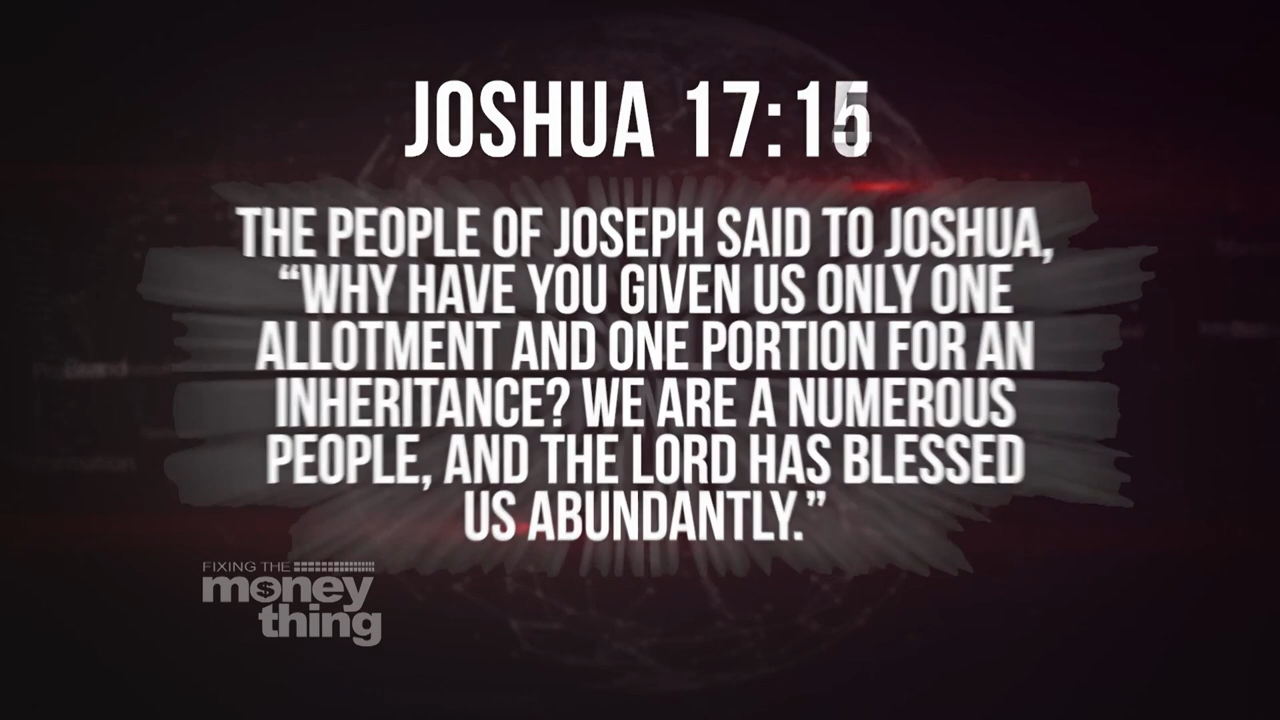 JOSHUA 17:15
THE PEOPLE OF JOSEPH SAID TO JOSHUA,
“WHY HAVE YOU GIVEN US ONLY ONE
ALLOTMENT AND ONE PORTION FOR AN
INHERITANCE? WE ARE A NUMEROUS
PEOPLE, AND THE LORD HAS BLESSED
US ABUNDANTLY.”
FIXING THE
money
thing